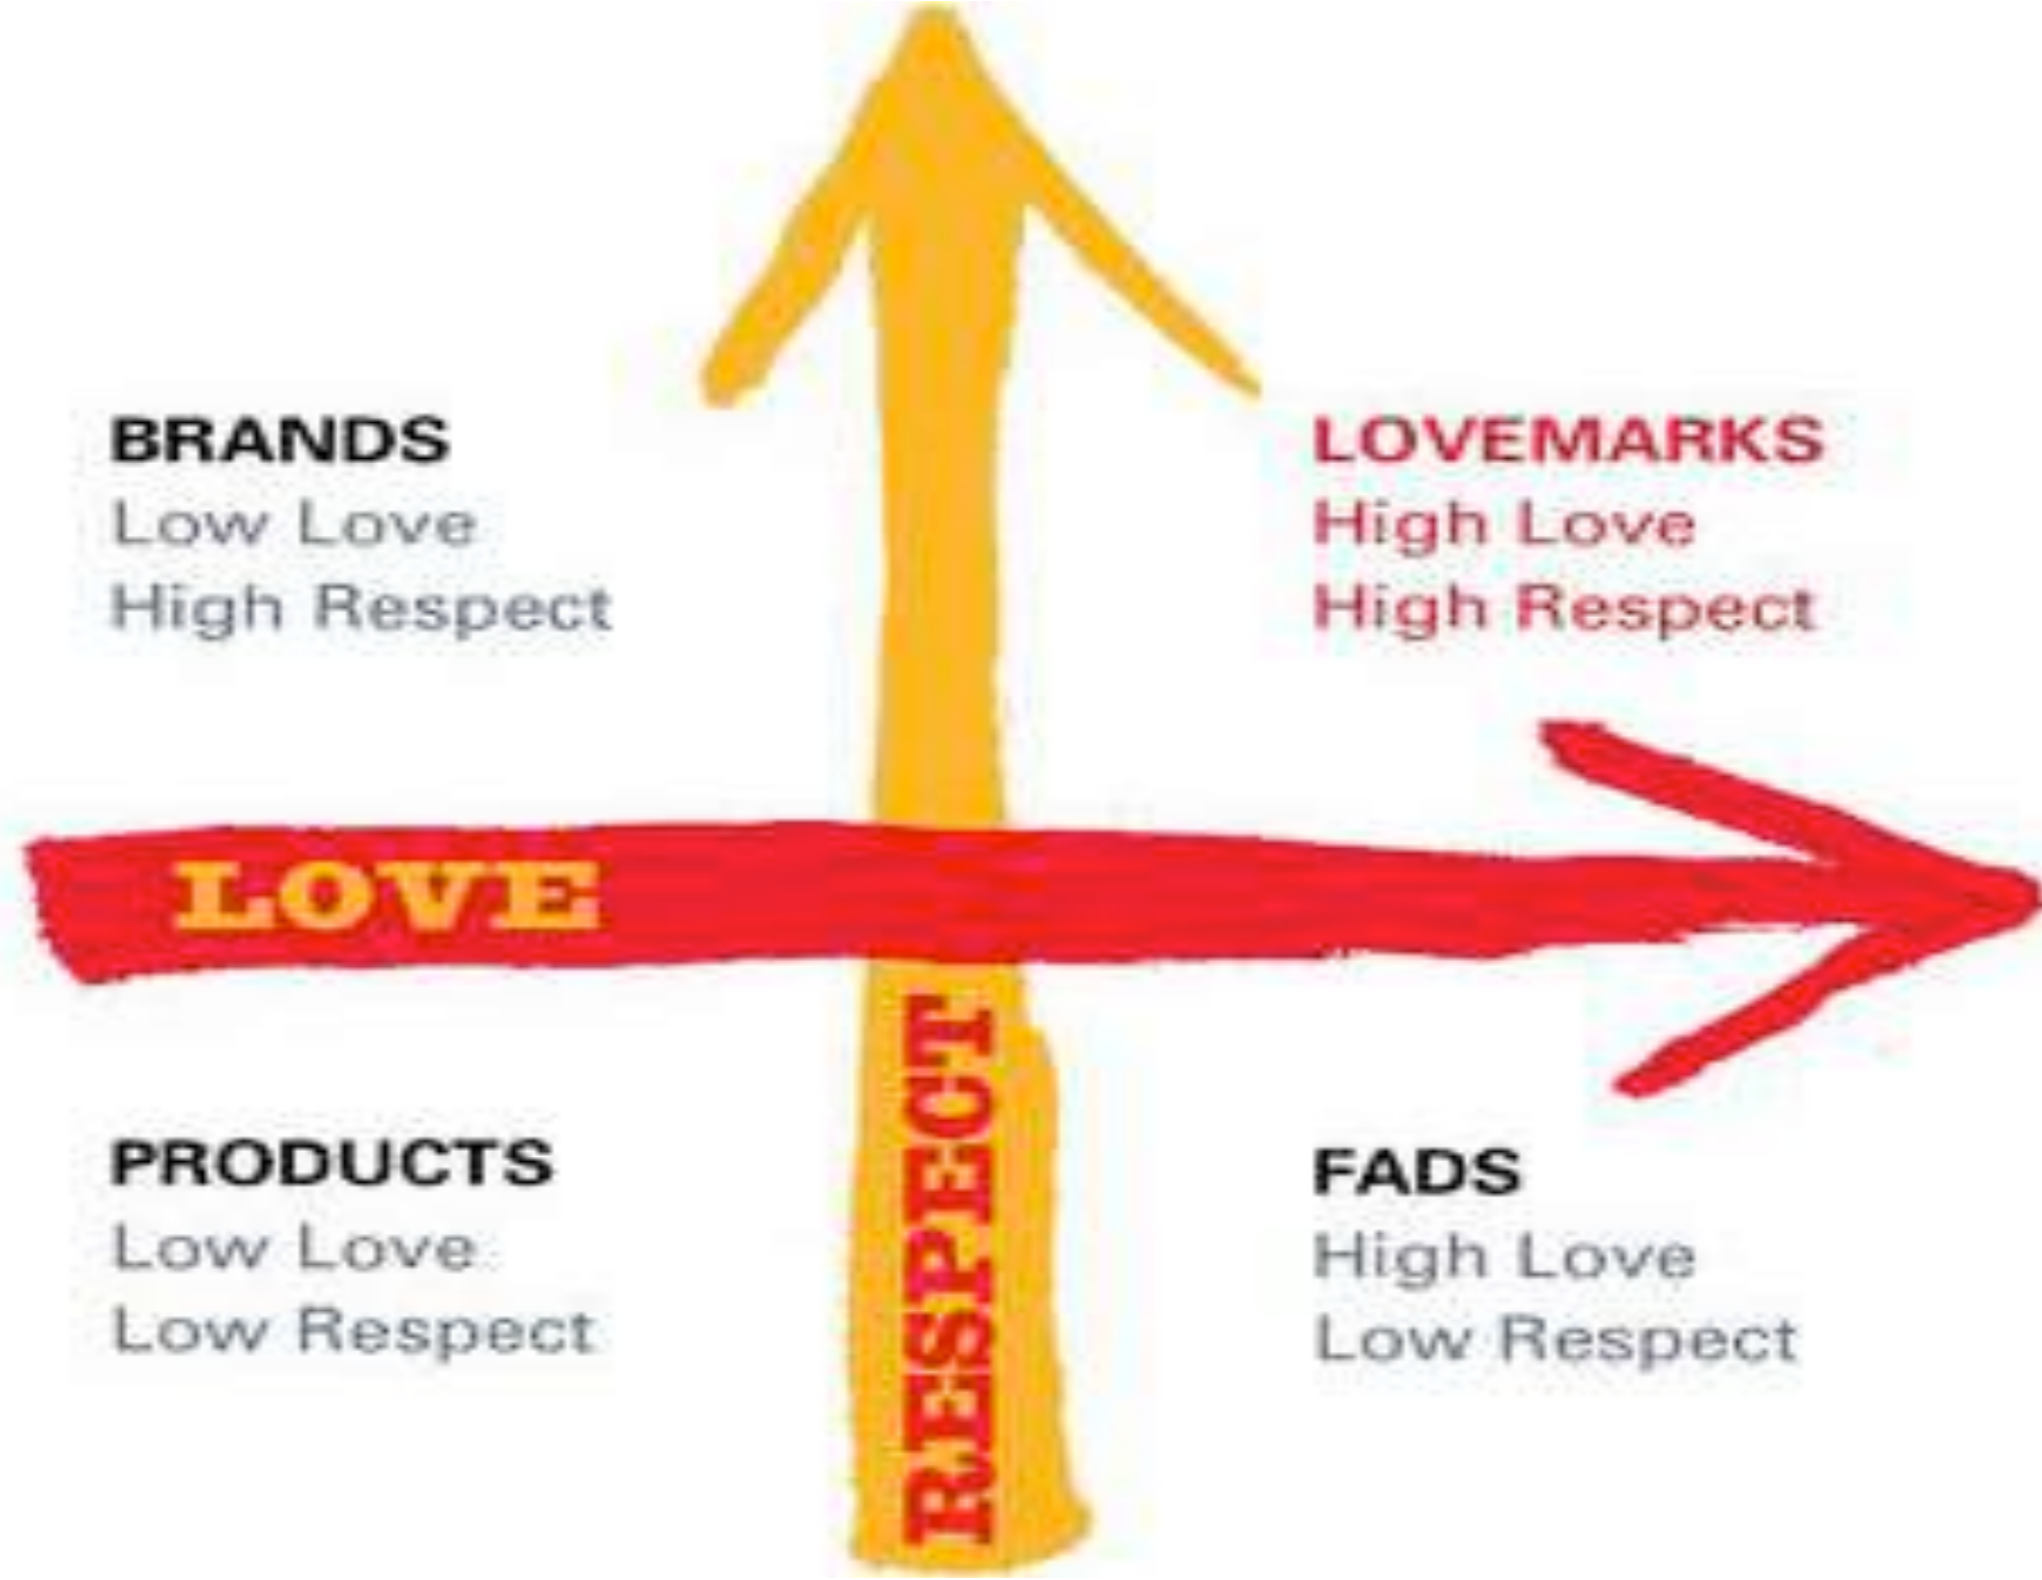 BRANDS
Low Love
High Respect
LOVEMARKS
High Love
High Respect
LOVE
RESPECT
PRODUCTS
Low Love
Low Respect
FADS
High Love
Low Respect